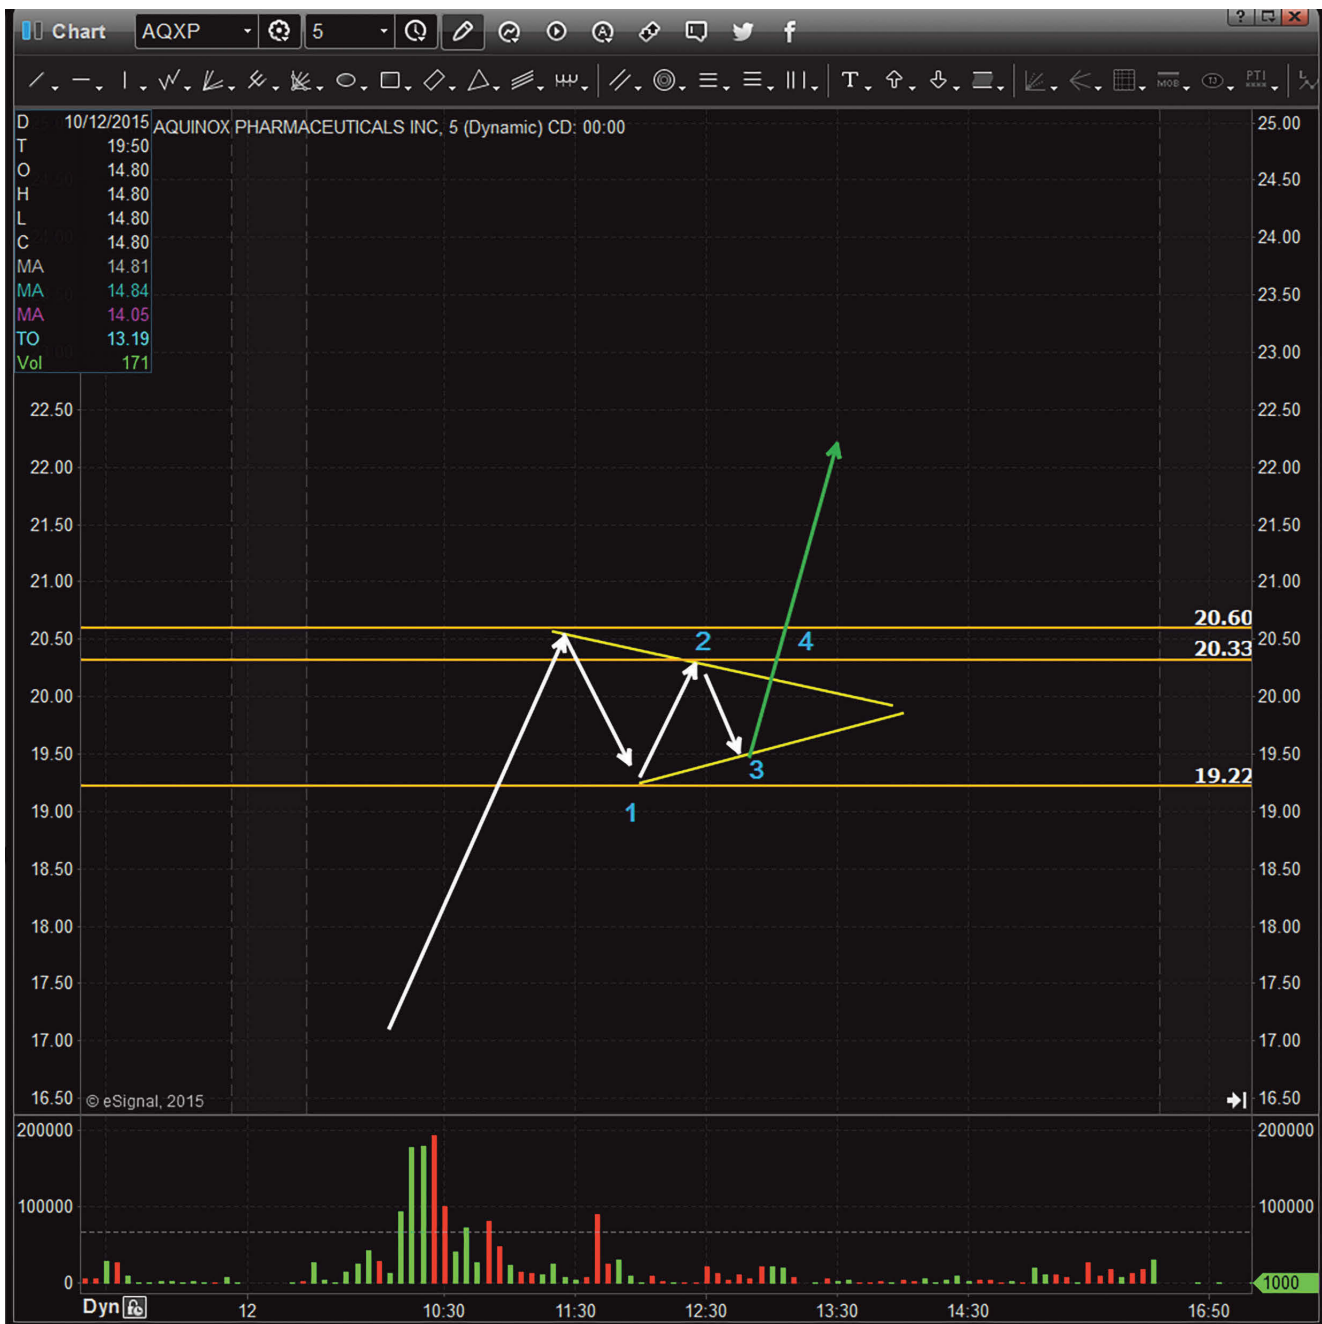 Chart AQXP 5
T
MOB TJ PTI
D 10/12/2015
T 19:50
O 14.80
H 14.80
L 14.80
C 14.80
MA 14.81
MA 14.84
MA 14.05
TO 13.19
Vol 171
AQUINOX PHARMACEUTICALS INC, 5 (Dynamic) CD: 00:00
25.00
24.50
24.00
23.50
23.00
22.50 22.50
22.00 22.00
21.50 21.50
21.00 21.00
20.60
20.50 2 4 20.50
20.33
20.00 20.00
19.50 19.50
3 19.22
19.00 1 19.00
18.50 18.50
18.00 18.00
17.50 17.50
17.00 17.00
16.50 © eSignal, 2015 16.50
200000 200000
100000 100000
0 1000
Dyn 12 10:30 11:30 12:30 13:30 14:30 16:50